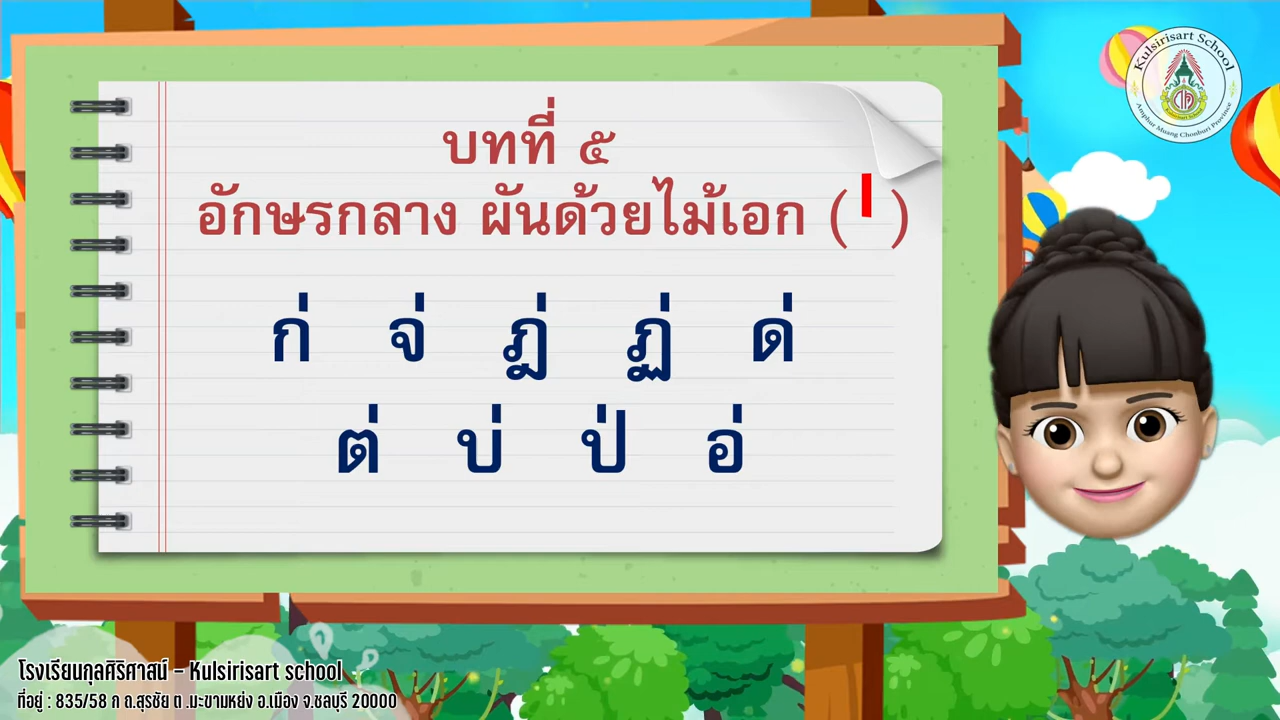 บทที่ ๕
อักษรกลาง ผันด้วยไม้เอก ( ่ )
ก่ จ่ ฎ่ ฏ่ ด่
ต่ บ่ ป่ อ่
Kulsirisart School
Amphur Muang Chonburi Province
โรงเรียนกุลศิริศาสน์ - Kulsirisart school
ที่อยู่ : 835/58 ก ถ.สุรชัย ต .มะขามหย่ง อ.เมือง จ.ชลบุรี 20000